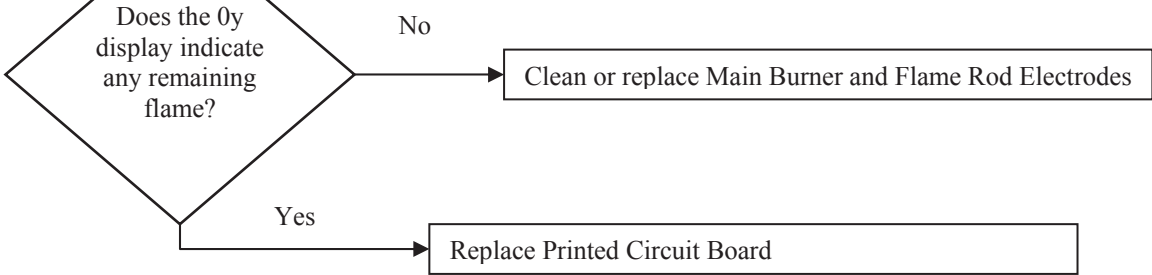 Does the 0y
display indicate
any remaining
flame?
No
Clean or replace Main Burner and Flame Rod Electrodes
Yes
Replace Printed Circuit Board